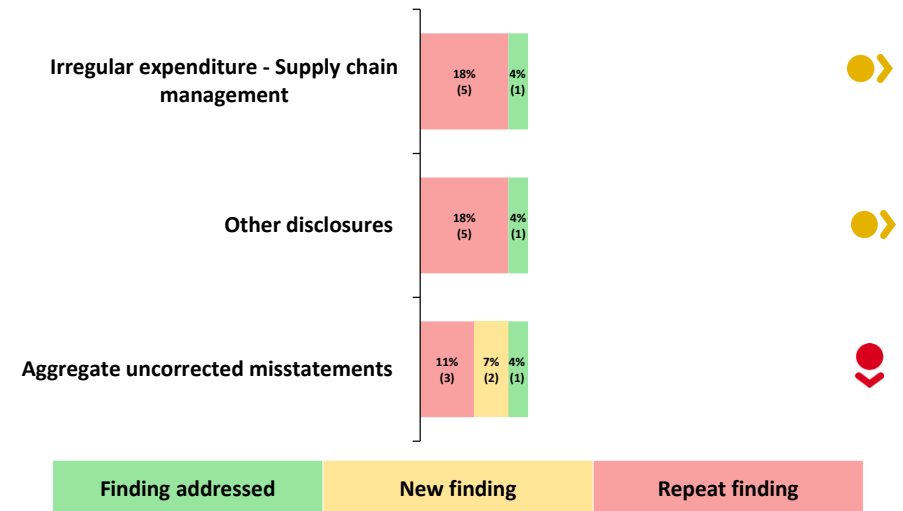 Irregular expenditure - Supply chain
management
18%
(5)
4%
(1)
Other disclosures
18%
(5)
4%
(1)
Aggregate uncorrected misstatements
11%
(3)
7%
(2)
4%
(1)
Finding addressed
New finding
Repeat finding